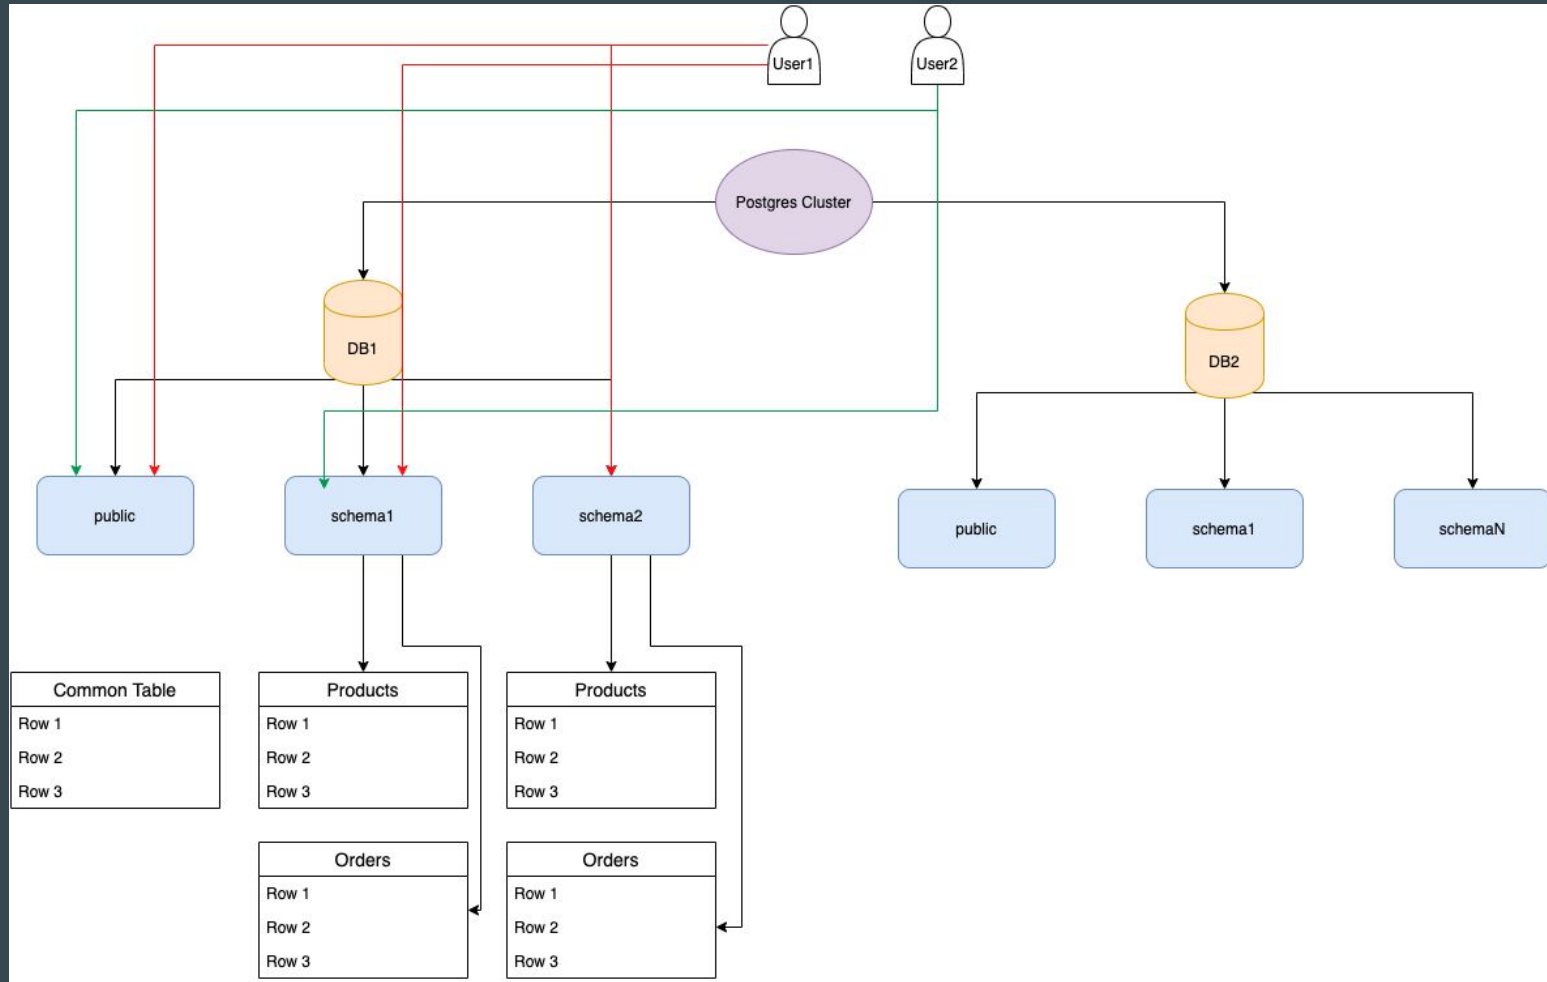 User1
User2
Postgres Cluster
DB1
DB2
public
schema1
schema2
public
schema1
schemaN
Common Table
Row 1
Row 2
Row 3
Products
Row 1
Row 2
Row 3
Products
Row 1
Row 2
Row 3
Orders
Row 1
Row 2
Row 3
Orders
Row 1
Row 2
Row 3